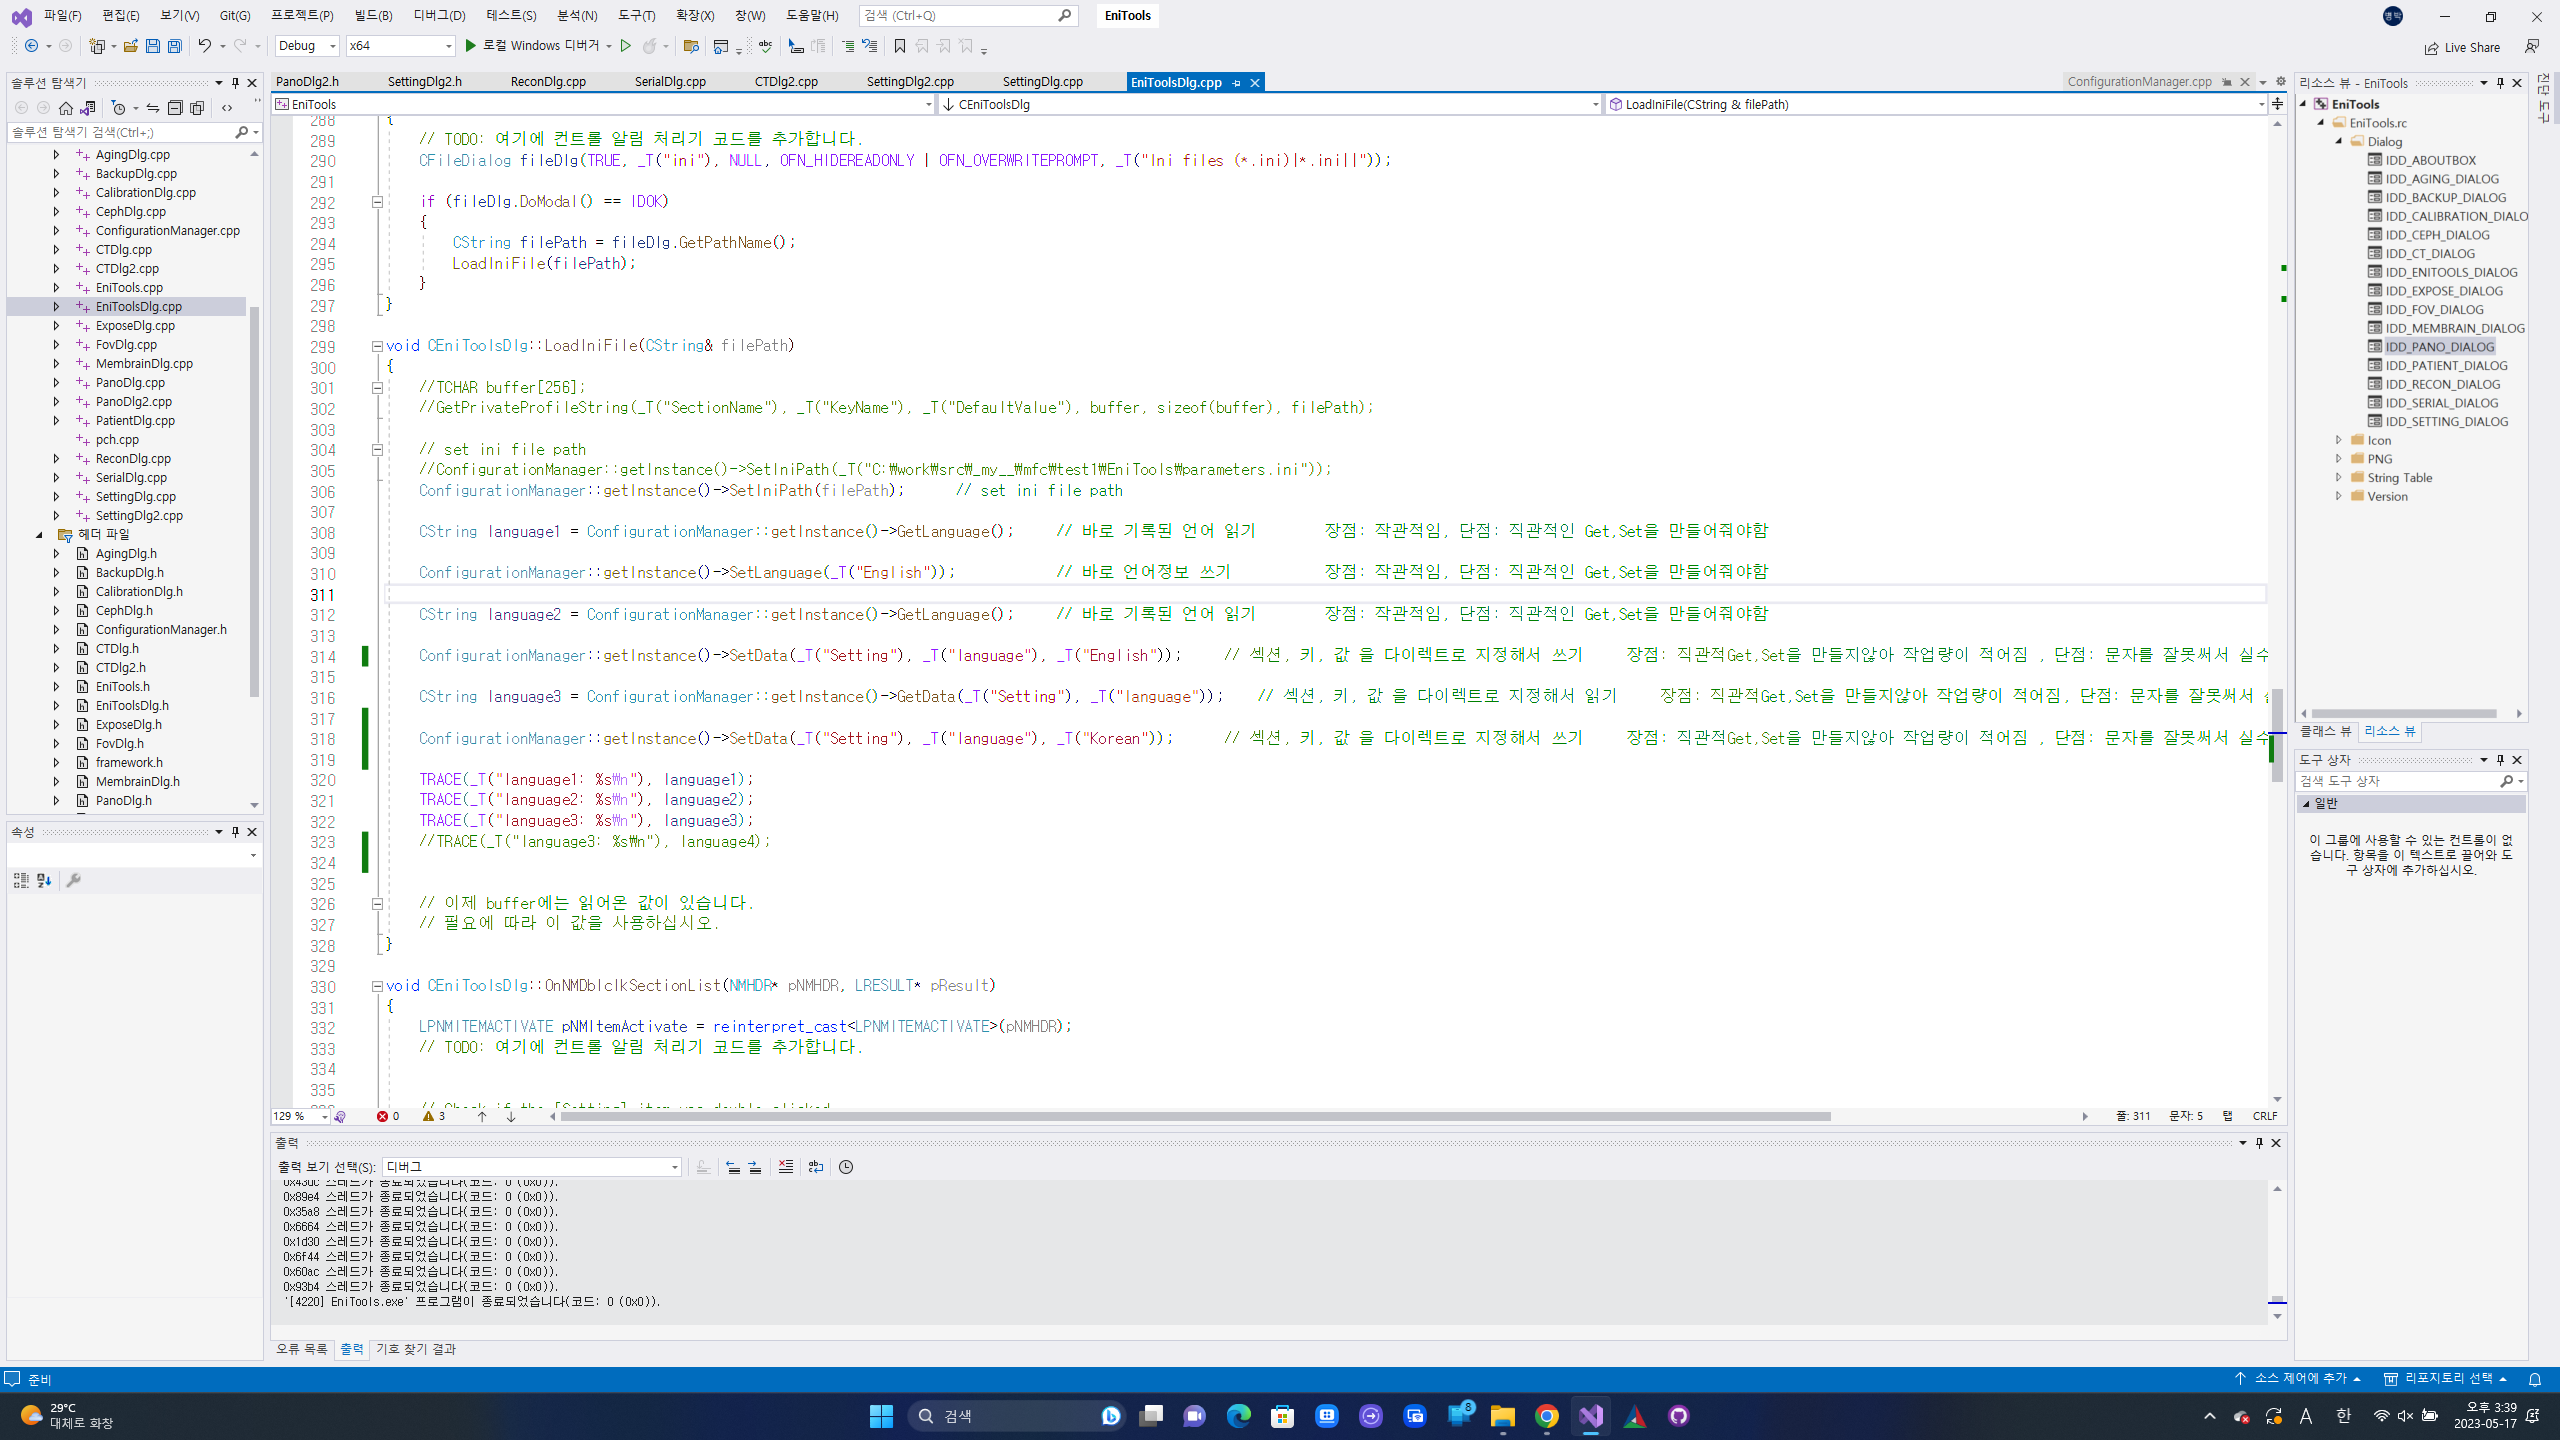 파일(F) 편집(E) 보기(V) Git(G) 프로젝트(P) 빌드(B) 디버그(D) 테스트(S) 분석(N) 도구(T) 확장(X) 창(W) 도움말(H) 검색 (Ctrl+Q) EniTools
Debug x64 로컬 Windows 디버거 Live Share
솔루션 탐색기
솔루션 탐색기 검색(Ctrl+;)
AgingDlg.cpp
BackupDlg.cpp
CalibrationDlg.cpp
CephDlg.cpp
ConfigurationManager.cpp
CTDlg.cpp
CTDlg2.cpp
EniTools.cpp
EniToolsDlg.cpp
ExposeDlg.cpp
FovDlg.cpp
MembrainDlg.cpp
PanoDlg.cpp
PanoDlg2.cpp
PatientDlg.cpp
pch.cpp
ReconDlg.cpp
SerialDlg.cpp
SettingDlg.cpp
SettingDlg2.cpp
헤더 파일
AgingDlg.h
BackupDlg.h
CalibrationDlg.h
CephDlg.h
ConfigurationManager.h
CTDlg.h
CTDlg2.h
EniTools.h
EniToolsDlg.h
ExposeDlg.h
FovDlg.h
framework.h
MembrainDlg.h
PanoDlg.h
속성
PanoDlg2.h SettingDlg2.h ReconDlg.cpp SerialDlg.cpp CTDlg2.cpp SettingDlg2.cpp SettingDlg.cpp EniToolsDlg.cpp ConfigurationManager.cpp
EniTools CEniToolsDlg LoadIniFile(CString & filePath)
288 {
289 // TODO: 여기에 컨트롤 알림 처리기 코드를 추가합니다.
290 CFileDialog fileDlg(TRUE, _T("ini"), NULL, OFN_HIDEREADONLY | OFN_OVERWRITEPROMPT, _T("Ini files (*.ini)|*.ini||"));
291
292 if (fileDlg.DoModal() == IDOK)
293 {
294 CString filePath = fileDlg.GetPathName();
295 LoadIniFile(filePath);
296 }
297 }
298
299 void CEniToolsDlg::LoadIniFile(CString& filePath)
300 {
301 //TCHAR buffer[256];
302 //GetPrivateProfileString(_T("SectionName"), _T("KeyName"), _T("DefaultValue"), buffer, sizeof(buffer), filePath);
303
304 // set ini file path
305 //ConfigurationManager::getInstance()->SetIniPath(_T("C:₩work₩src₩_my__₩mfc₩test1₩EniTools₩parameters.ini"));
306 ConfigurationManager::getInstance()->SetIniPath(filePath); // set ini file path
307
308 CString language1 = ConfigurationManager::getInstance()->GetLanguage(); // 바로 기록된 언어 읽기 장점: 작관적임, 단점: 직관적인 Get,Set을 만들어줘야함
309
310 ConfigurationManager::getInstance()->SetLanguage(_T("English")); // 바로 언어정보 쓰기 장점: 작관적임, 단점: 직관적인 Get,Set을 만들어줘야함
311
312 CString language2 = ConfigurationManager::getInstance()->GetLanguage(); // 바로 기록된 언어 읽기 장점: 작관적임, 단점: 직관적인 Get,Set을 만들어줘야함
313
314 ConfigurationManager::getInstance()->SetData(_T("Setting"), _T("language"), _T("English")); // 섹션, 키, 값 을 다이렉트로 지정해서 쓰기 장점: 직관적Get,Set을 만들지않아 작업량이 적어짐 , 단점: 문자를 잘못써서 실수
315
316 CString language3 = ConfigurationManager::getInstance()->GetData(_T("Setting"), _T("language")); // 섹션, 키, 값 을 다이렉트로 지정해서 읽기 장점: 직관적Get,Set을 만들지않아 작업량이 적어짐, 단점: 문자를 잘못써서
317
318 ConfigurationManager::getInstance()->SetData(_T("Setting"), _T("language"), _T("Korean")); // 섹션, 키, 값 을 다이렉트로 지정해서 쓰기 장점: 직관적Get,Set을 만들지않아 작업량이 적어짐 , 단점: 문자를 잘못써서 실수
319
320 TRACE(_T("language1: %s₩n"), language1);
321 TRACE(_T("language2: %s₩n"), language2);
322 TRACE(_T("language3: %s₩n"), language3);
323 //TRACE(_T("language3: %s₩n"), language4);
324
325
326 // 이제 buffer에는 읽어온 값이 있습니다.
327 // 필요에 따라 이 값을 사용하십시오.
328 }
329
330 void CEniToolsDlg::OnNMDblclkSectionList(NMHDR* pNMHDR, LRESULT* pResult)
331 {
332 LPNMITEMACTIVATE pNMItemActivate = reinterpret_cast<LPNMITEMACTIVATE>(pNMHDR);
333 // TODO: 여기에 컨트롤 알림 처리기 코드를 추가합니다.
334
335
129 % 0 3 줄: 311 문자: 5 탭 CRLF
출력
출력 보기 선택(S): 디버그
0x43dc 스레드가 종료되었습니다(코드: 0 (0x0)).
0x89e4 스레드가 종료되었습니다(코드: 0 (0x0)).
0x35a8 스레드가 종료되었습니다(코드: 0 (0x0)).
0x6664 스레드가 종료되었습니다(코드: 0 (0x0)).
0x1d30 스레드가 종료되었습니다(코드: 0 (0x0)).
0x6f44 스레드가 종료되었습니다(코드: 0 (0x0)).
0x60ac 스레드가 종료되었습니다(코드: 0 (0x0)).
0x93b4 스레드가 종료되었습니다(코드: 0 (0x0)).
'[4220] EniTools.exe' 프로그램이 종료되었습니다(코드: 0 (0x0)).
오류 목록 출력 기호 찾기 결과
리소스 뷰 - EniTools
EniTools
EniTools.rc
Dialog
IDD_ABOUTBOX
IDD_AGING_DIALOG
IDD_BACKUP_DIALOG
IDD_CALIBRATION_DIALO
IDD_CEPH_DIALOG
IDD_CT_DIALOG
IDD_ENITOOLS_DIALOG
IDD_EXPOSE_DIALOG
IDD_FOV_DIALOG
IDD_MEMBRAIN_DIALOG
IDD_PANO_DIALOG
IDD_PATIENT_DIALOG
IDD_RECON_DIALOG
IDD_SERIAL_DIALOG
IDD_SETTING_DIALOG
Icon
PNG
String Table
Version
클래스 뷰 리소스 뷰
도구 상자
검색 도구 상자
일반
이 그룹에 사용할 수 있는 컨트롤이 없
습니다. 항목을 이 텍스트로 끌어와 도
구 상자에 추가하십시오.
진단 도구
준비 소스 제어에 추가 리포지토리 선택
29°C
대체로 화창
검색
8
A 한
오후 3:39
2023-05-17